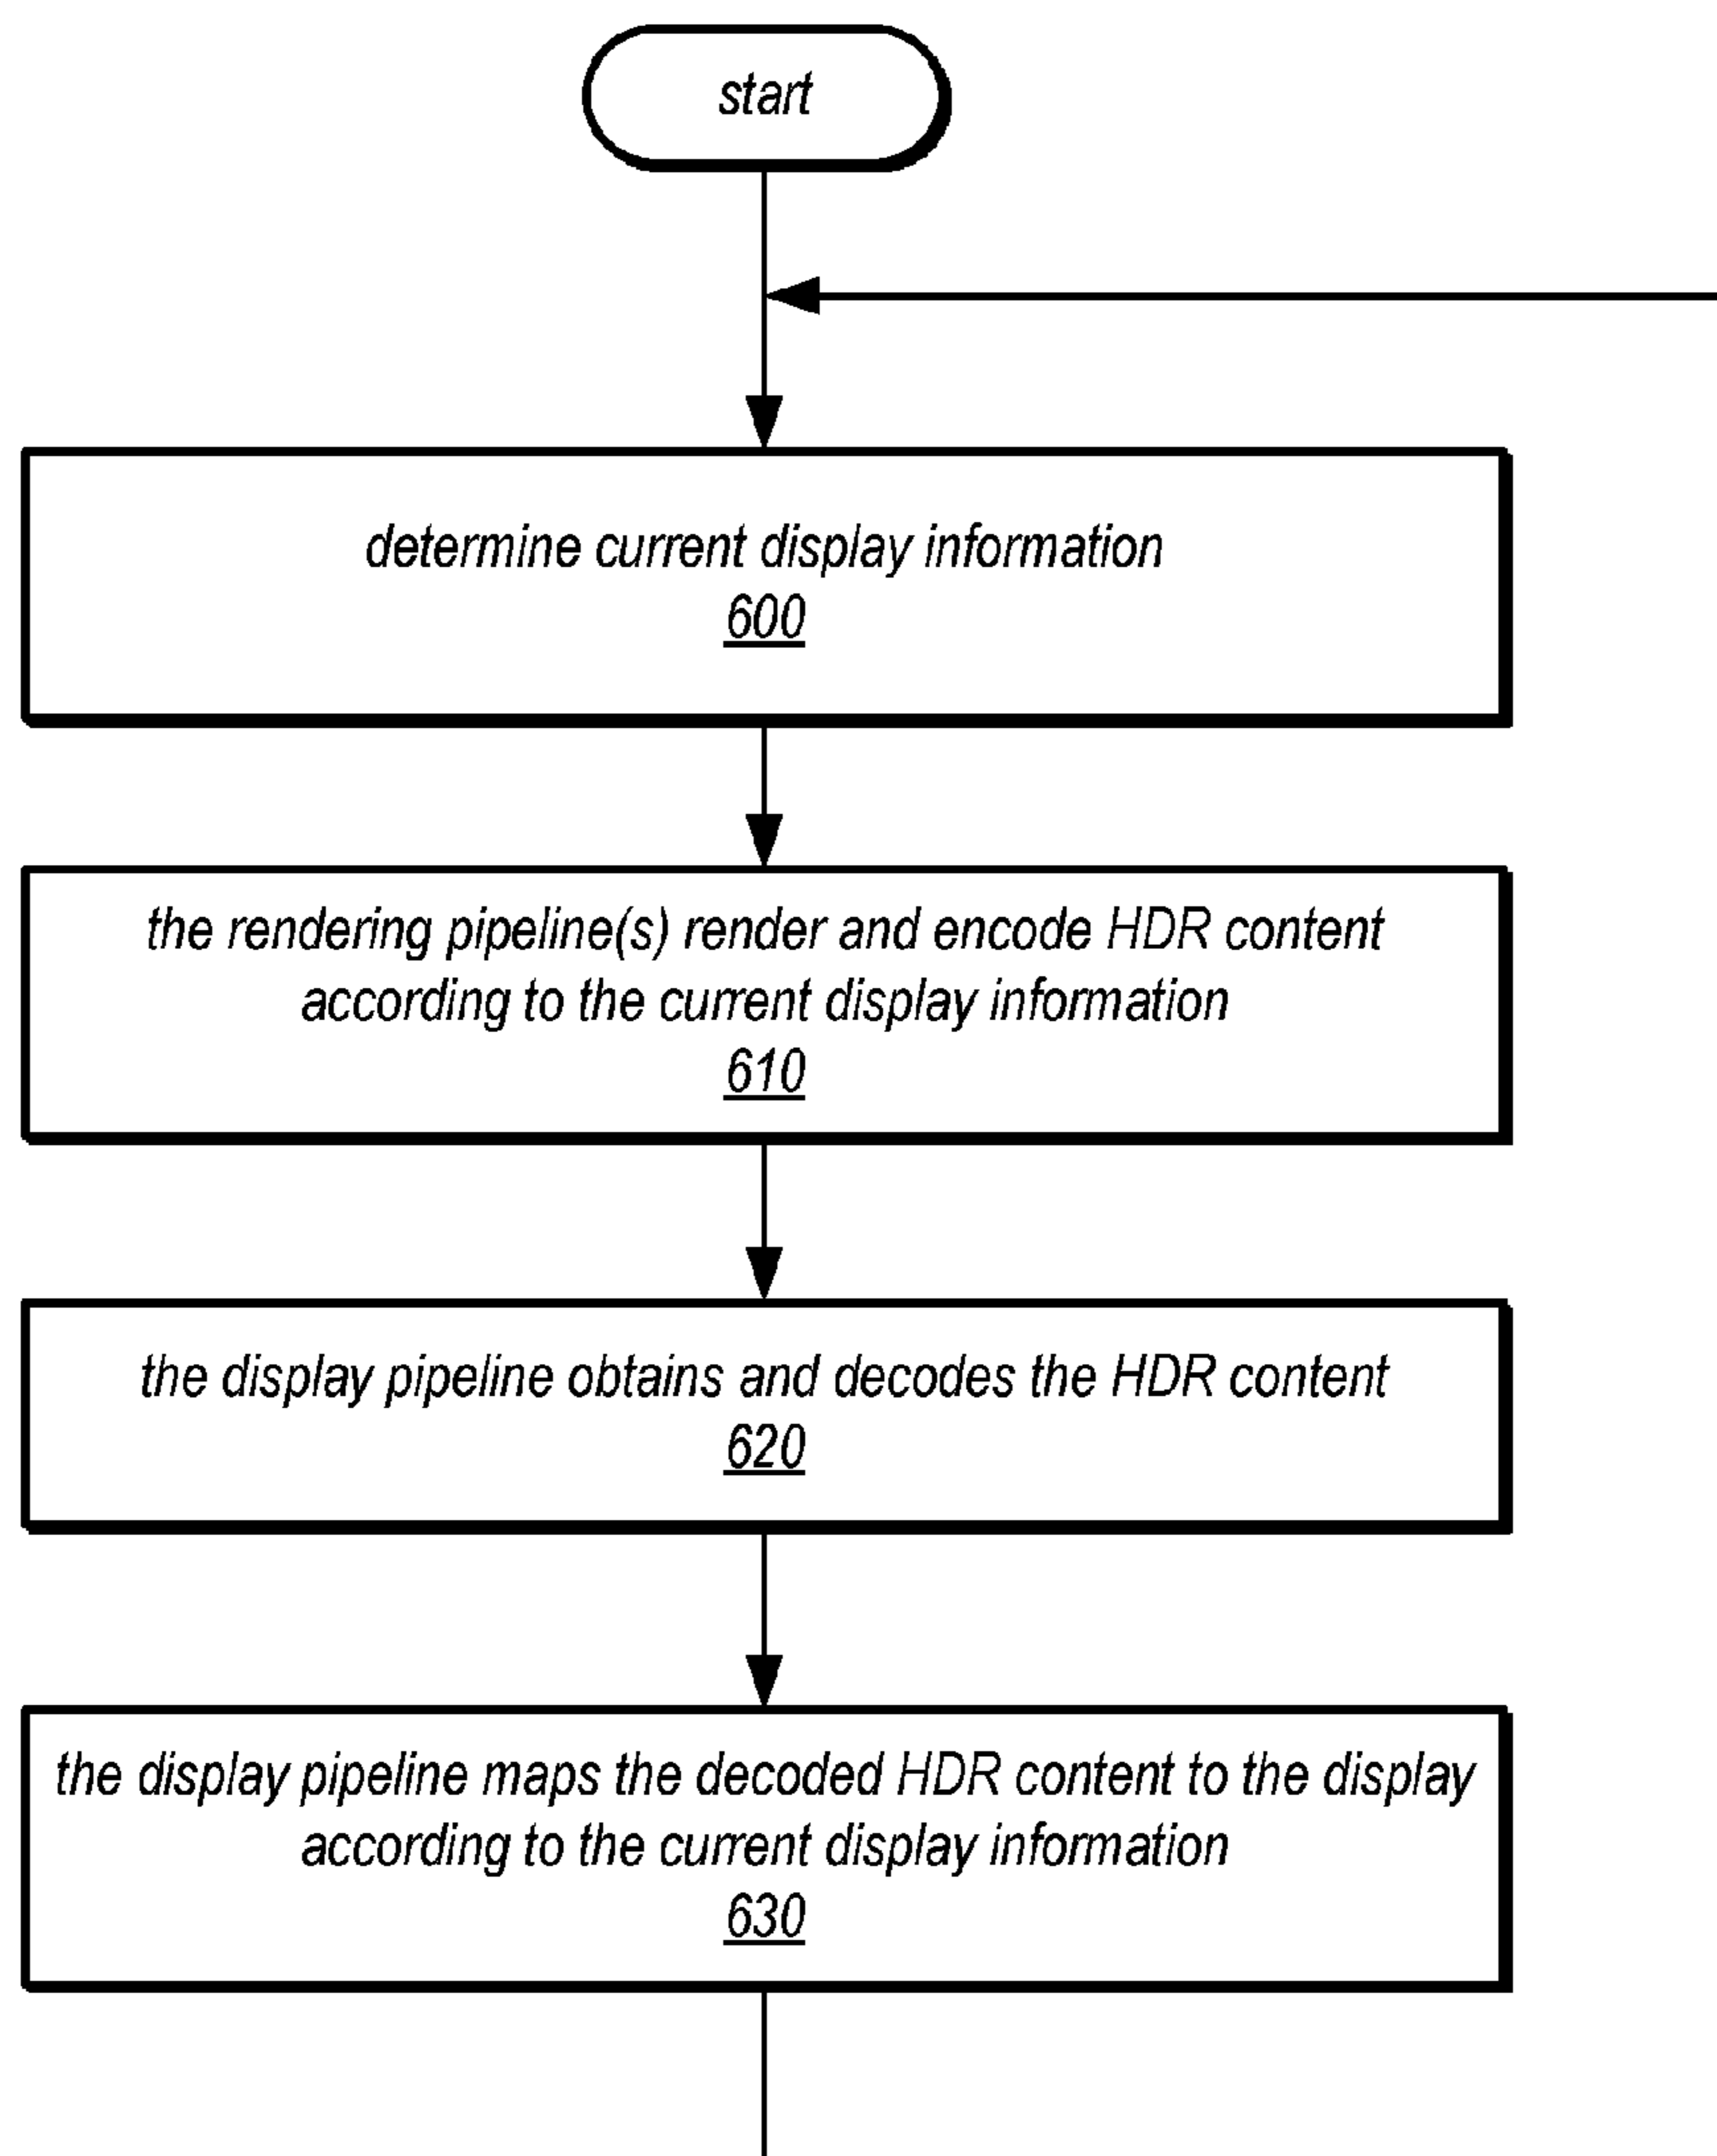 start
determine current display information
600
the rendering pipeline(s) render and encode HDR content
according to the current display information
610
the display pipeline obtains and decodes the HDR content
620
the display pipeline maps the decoded HDR content to the display
according to the current display information
630